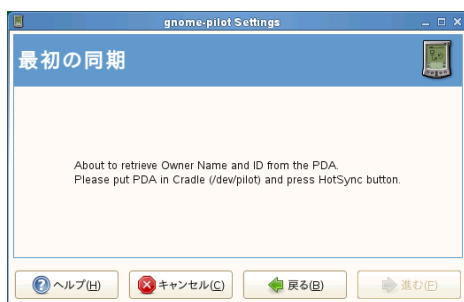 gnome-pilot Settings
最初の同期
About to retrieve Owner Name and ID from the PDA.
Please put PDA in Cradle (/dev/pilot) and press HotSync button.
ヘルプ(H) キャンセル(C) 戻る(B) 進む(F)